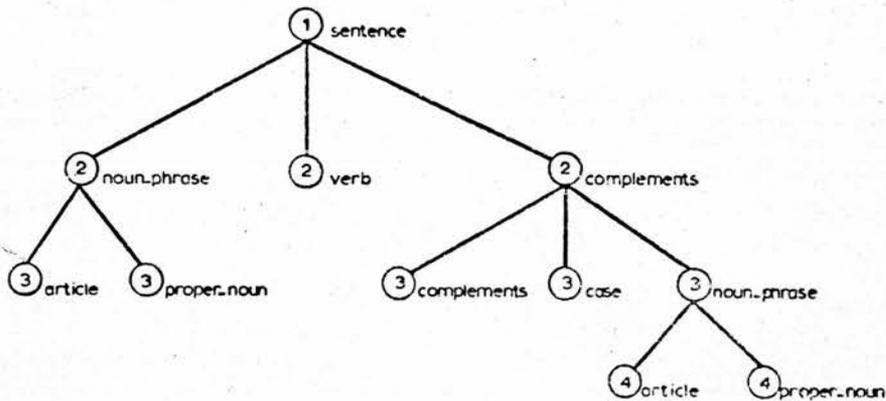 1 sentence
2 noun_phrase 2 verb 2 complements
3 article 3 proper_noun 3 complements 3 case 3 noun_phrase
4 article 4 proper_noun